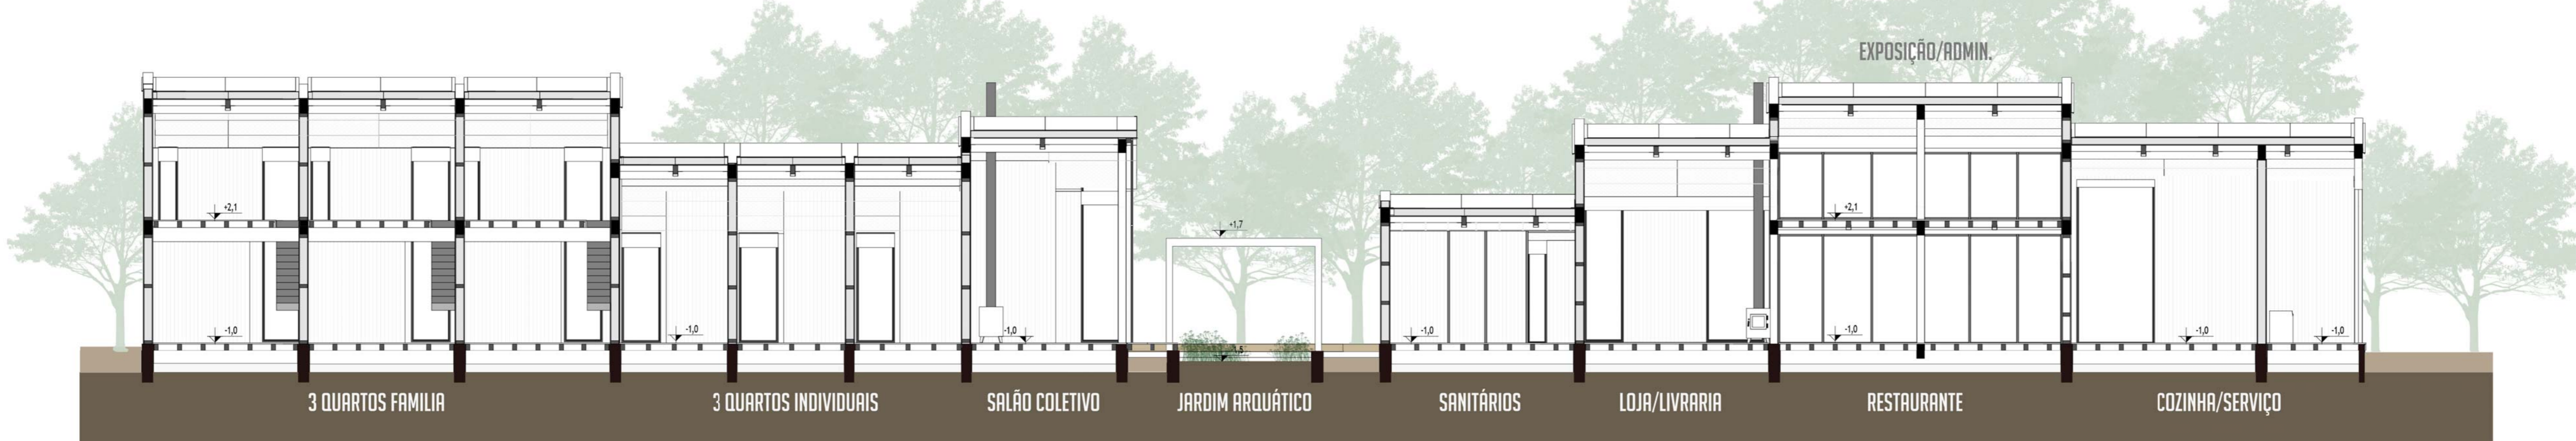 EXPOSIÇÃO/ADMIN.
+2,1
+1,7
+2,1
-1,0
-1,0
-1,0
-1,0
-1,0
-1,0
-1,0
3 QUARTOS FAMILIA
3 QUARTOS INDIVIDUAIS
SALÃO COLETIVO
JARDIM ARQUÁTICO
SANITÁRIOS
LOJA/LIVRARIA
RESTAURANTE
COZINHA/SERVIÇO